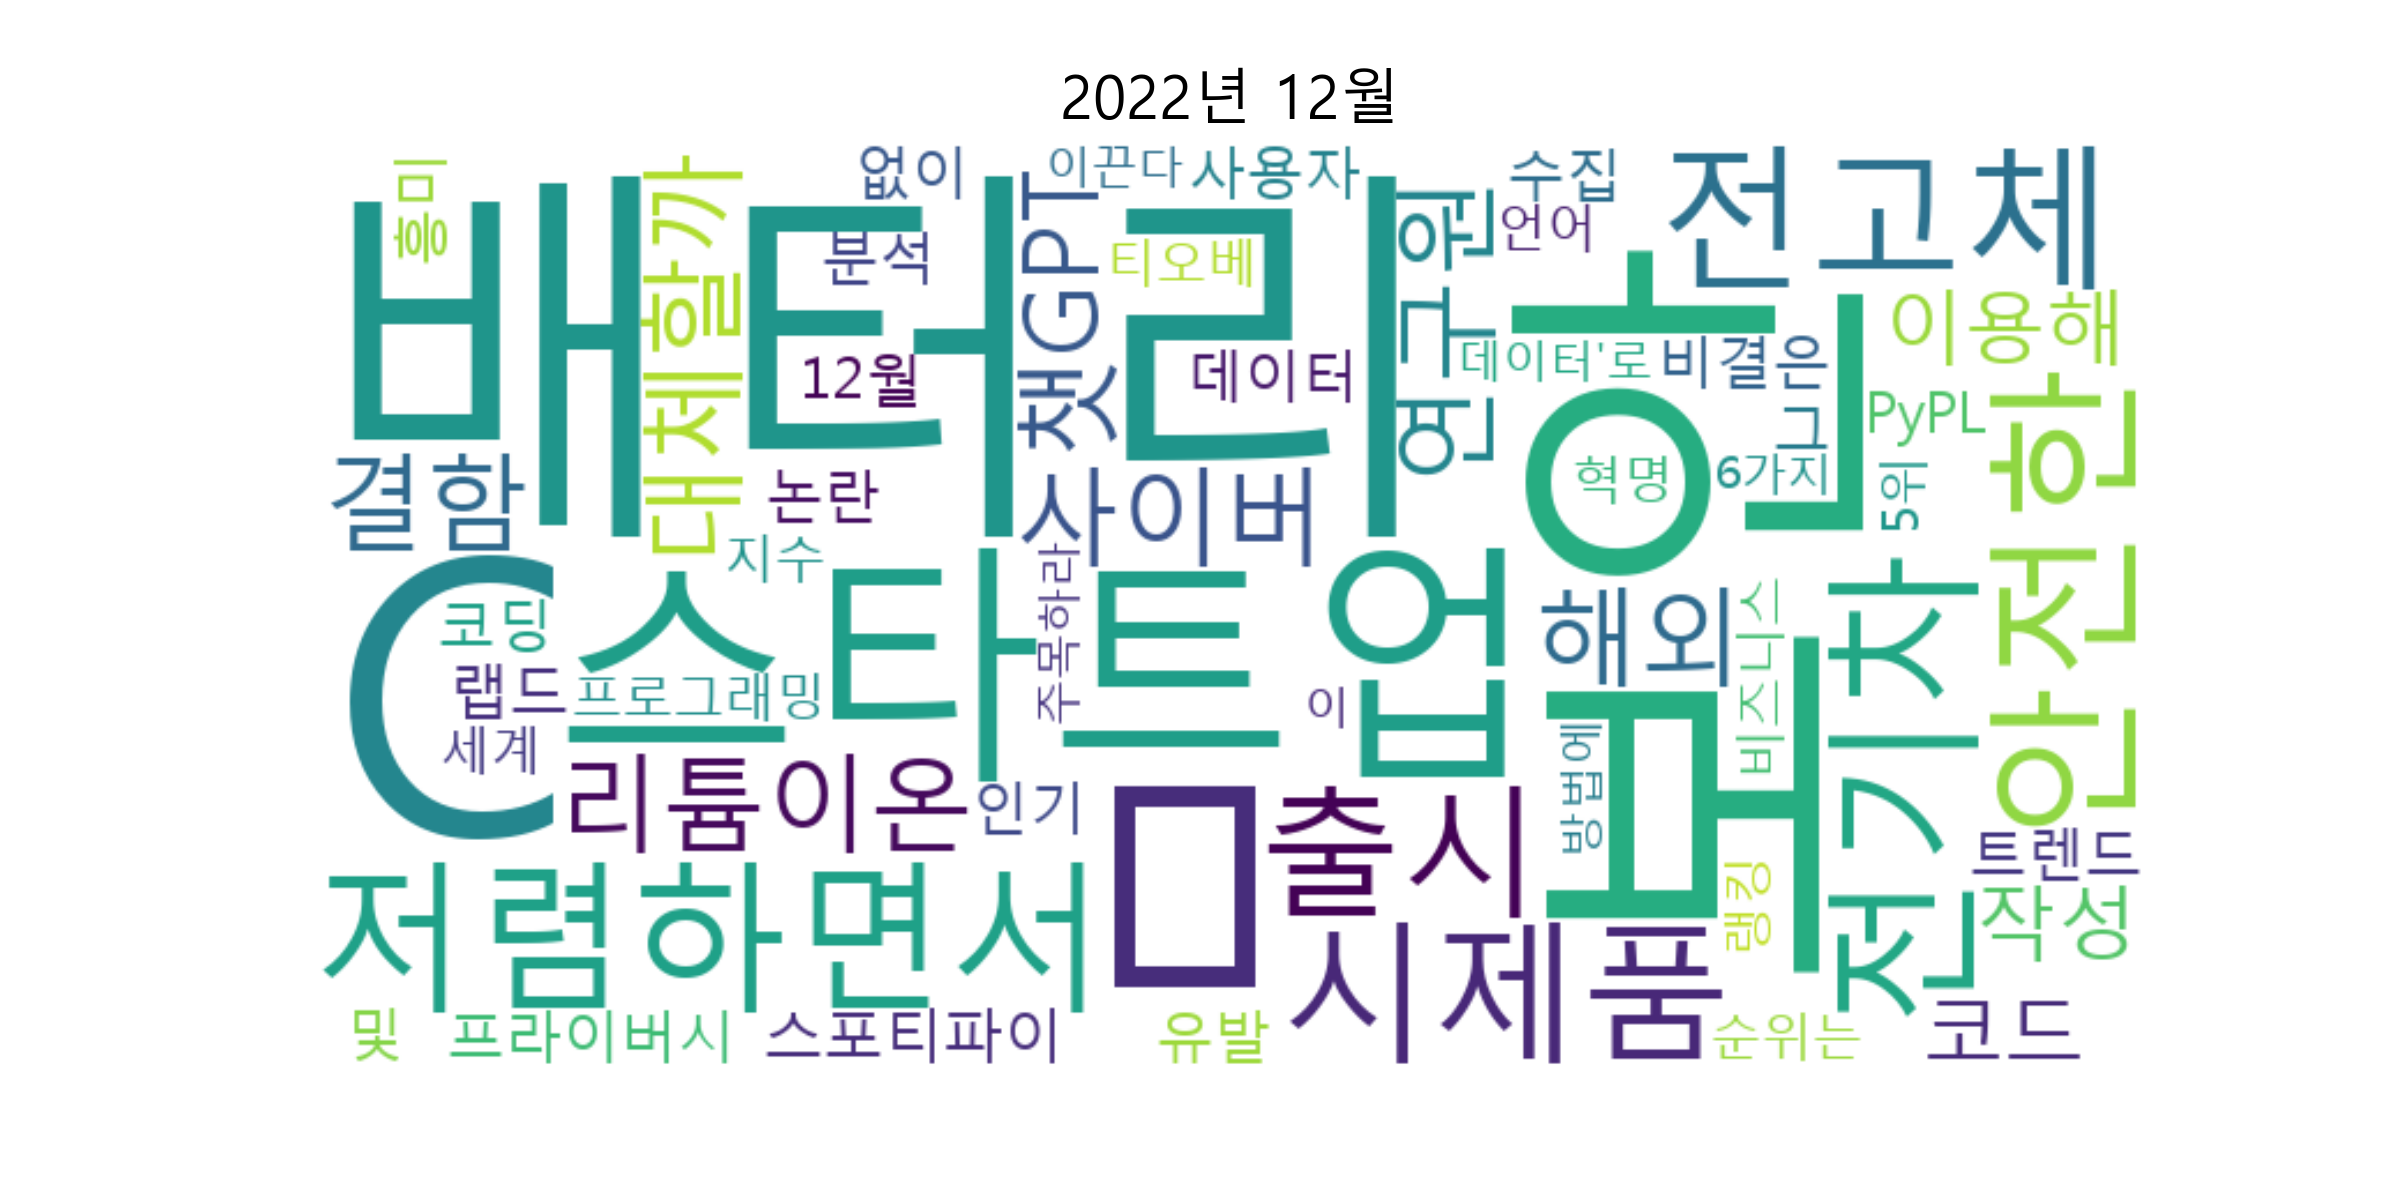 2022년 12월
흥미
없이
이끈다
사용자
수집
전고체
배터리
대체할까
분석
챗GPT
티오베
연구원
언어
보안
이용해
12월
데이터
데이터'로
비결은
그
PyPL
안전한
결함
논란
사이버
혁명
6가지
5위
C
지수
코딩
스타트업
주목하라
해외
비즈니스
전기차
랩드
프로그래밍
이
세계
리튬이온
인기
출시
방법에
랭킹
트렌드
저렴하면서
시제품
작성
및
프라이버시
스포티파이
유발
순위는
코드